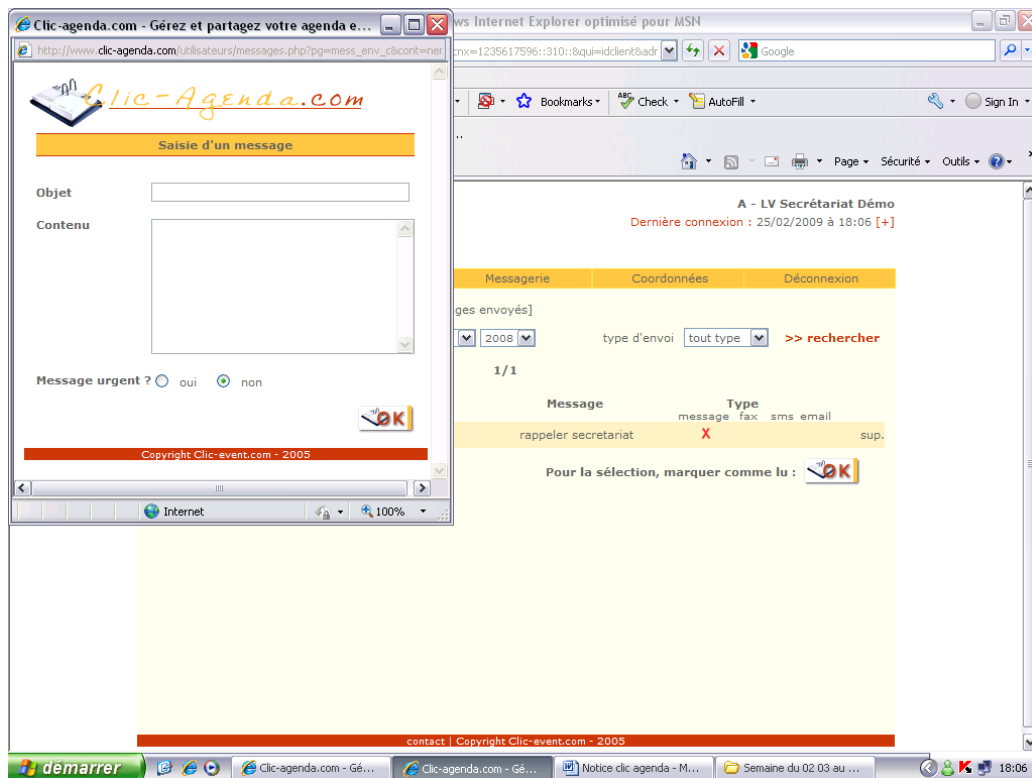 Clic-agenda.com - Gérez et partagez votre agenda e...
http://www.clic-agenda.com/utilisateurs/messages.php?pg=mess_env_c&cont=ner
Clic-Agenda.com
Saisie d'un message
Objet
Contenu
Message urgent ? oui non
OK
Copyright Clic-event.com - 2005
Internet 100%
ws Internet Explorer optimisé pour MSN
cnx=1235617596::310::&qui=idclient&adr
Google
Bookmarks
Check
AutoFill
Sign In
..
Page
Sécurité
Outils
A - LV Secrétariat Démo
Dernière connexion : 25/02/2009 à 18:06 [+]
Messagerie Coordonnées Déconnexion
ges envoyés]
2008 type d'envoi tout type >> rechercher
1/1
Message Type
message fax sms email
rappeler secretariat X sup.
Pour la sélection, marquer comme lu : OK
contact | Copyright Clic-event.com - 2005
démarrer Clic-agenda.com - Gé... Clic-agenda.com - Gé... Notice clic agenda - M... Semaine du 02 03 au ... 18:06